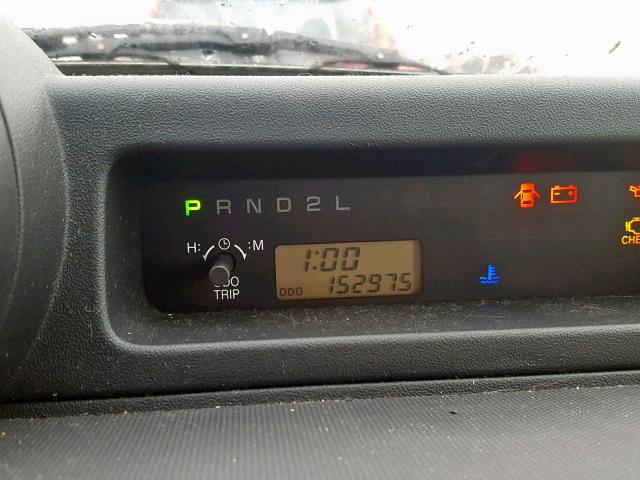 P R N D 2 L
H: :M
ODO
TRIP
1:00
ODO 152975
CHE